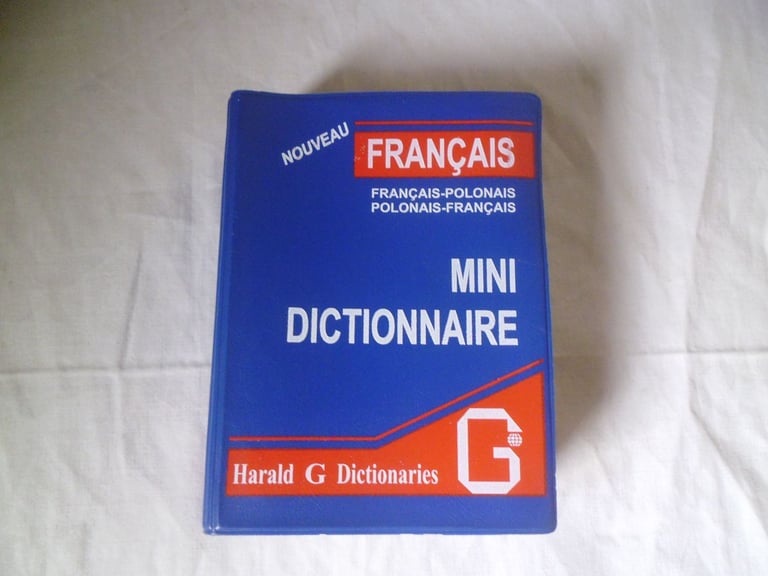 NOUVEAU
FRANÇAIS
FRANÇAIS-POLONAIS
POLONAIS-FRANÇAIS
MINI
DICTIONNAIRE
G
Harald G Dictionaries